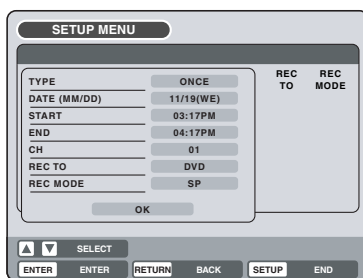 SETUP MENU
REC TO REC MODE
TYPE ONCE
DATE (MM/DD) 11/19(WE)
START 03:17PM
END 04:17PM
CH 01
REC TO DVD
REC MODE SP
OK
SELECT
ENTER ENTER RETURN BACK SETUP END